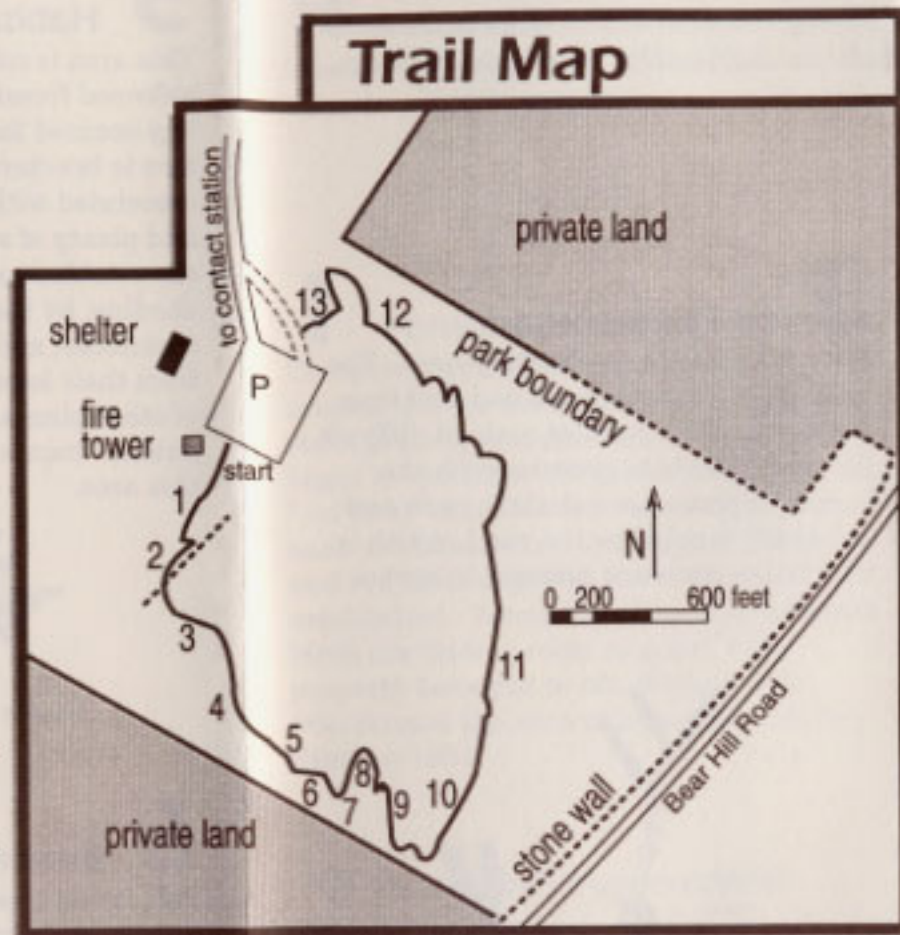 Trail Map
private land
to contact station
13
12
shelter
park boundary
P
fire
tower
start
1
2
N
0 200 600 feet
3
11
4
5
Bear Hill Road
8
6
7
9
10
stone wall
private land